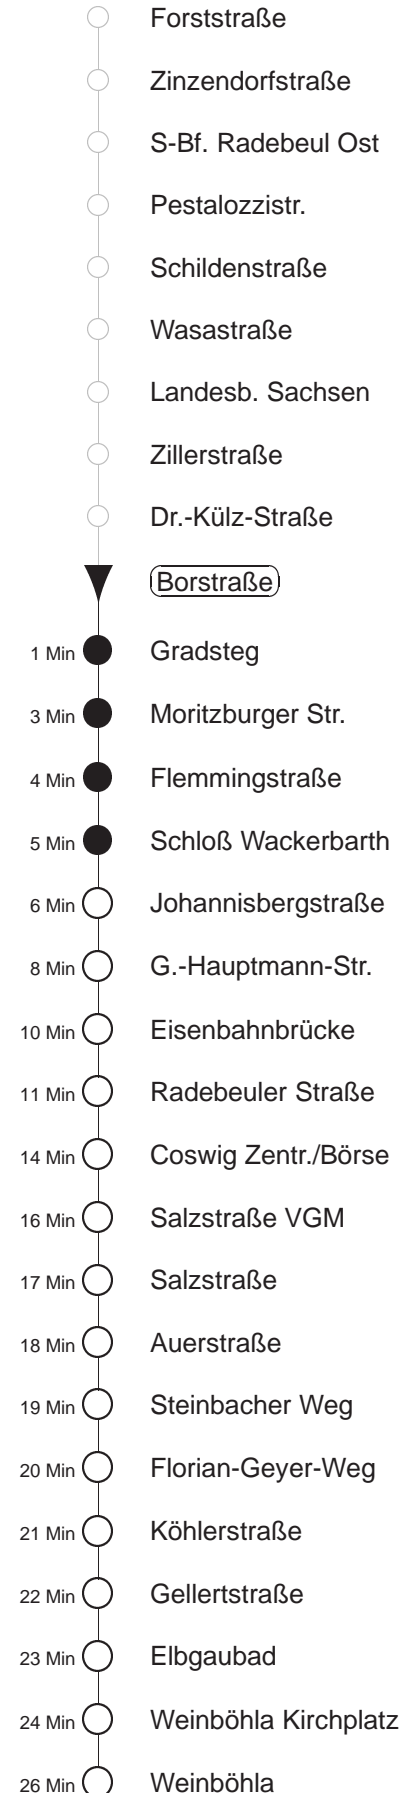 Forststraße
Zinzendorfstraße
S-Bf. Radebeul Ost
Pestalozzistr.
Schildenstraße
Wasastraße
Landesb. Sachsen
Zillerstraße
Dr.-Külz-Straße
Borstraße
1 Min Gradsteg
3 Min Moritzburger Str.
4 Min Flemmingstraße
5 Min Schloß Wackerbarth
6 Min Johannisbergstraße
8 Min G.-Hauptmann-Str.
10 Min Eisenbahnbrücke
11 Min Radebeuler Straße
14 Min Coswig Zentr./Börse
16 Min Salzstraße VGM
17 Min Salzstraße
18 Min Auerstraße
19 Min Steinbacher Weg
20 Min Florian-Geyer-Weg
21 Min Köhlerstraße
22 Min Gellertstraße
23 Min Elbgaubad
24 Min Weinböhla Kirchplatz
26 Min Weinböhla